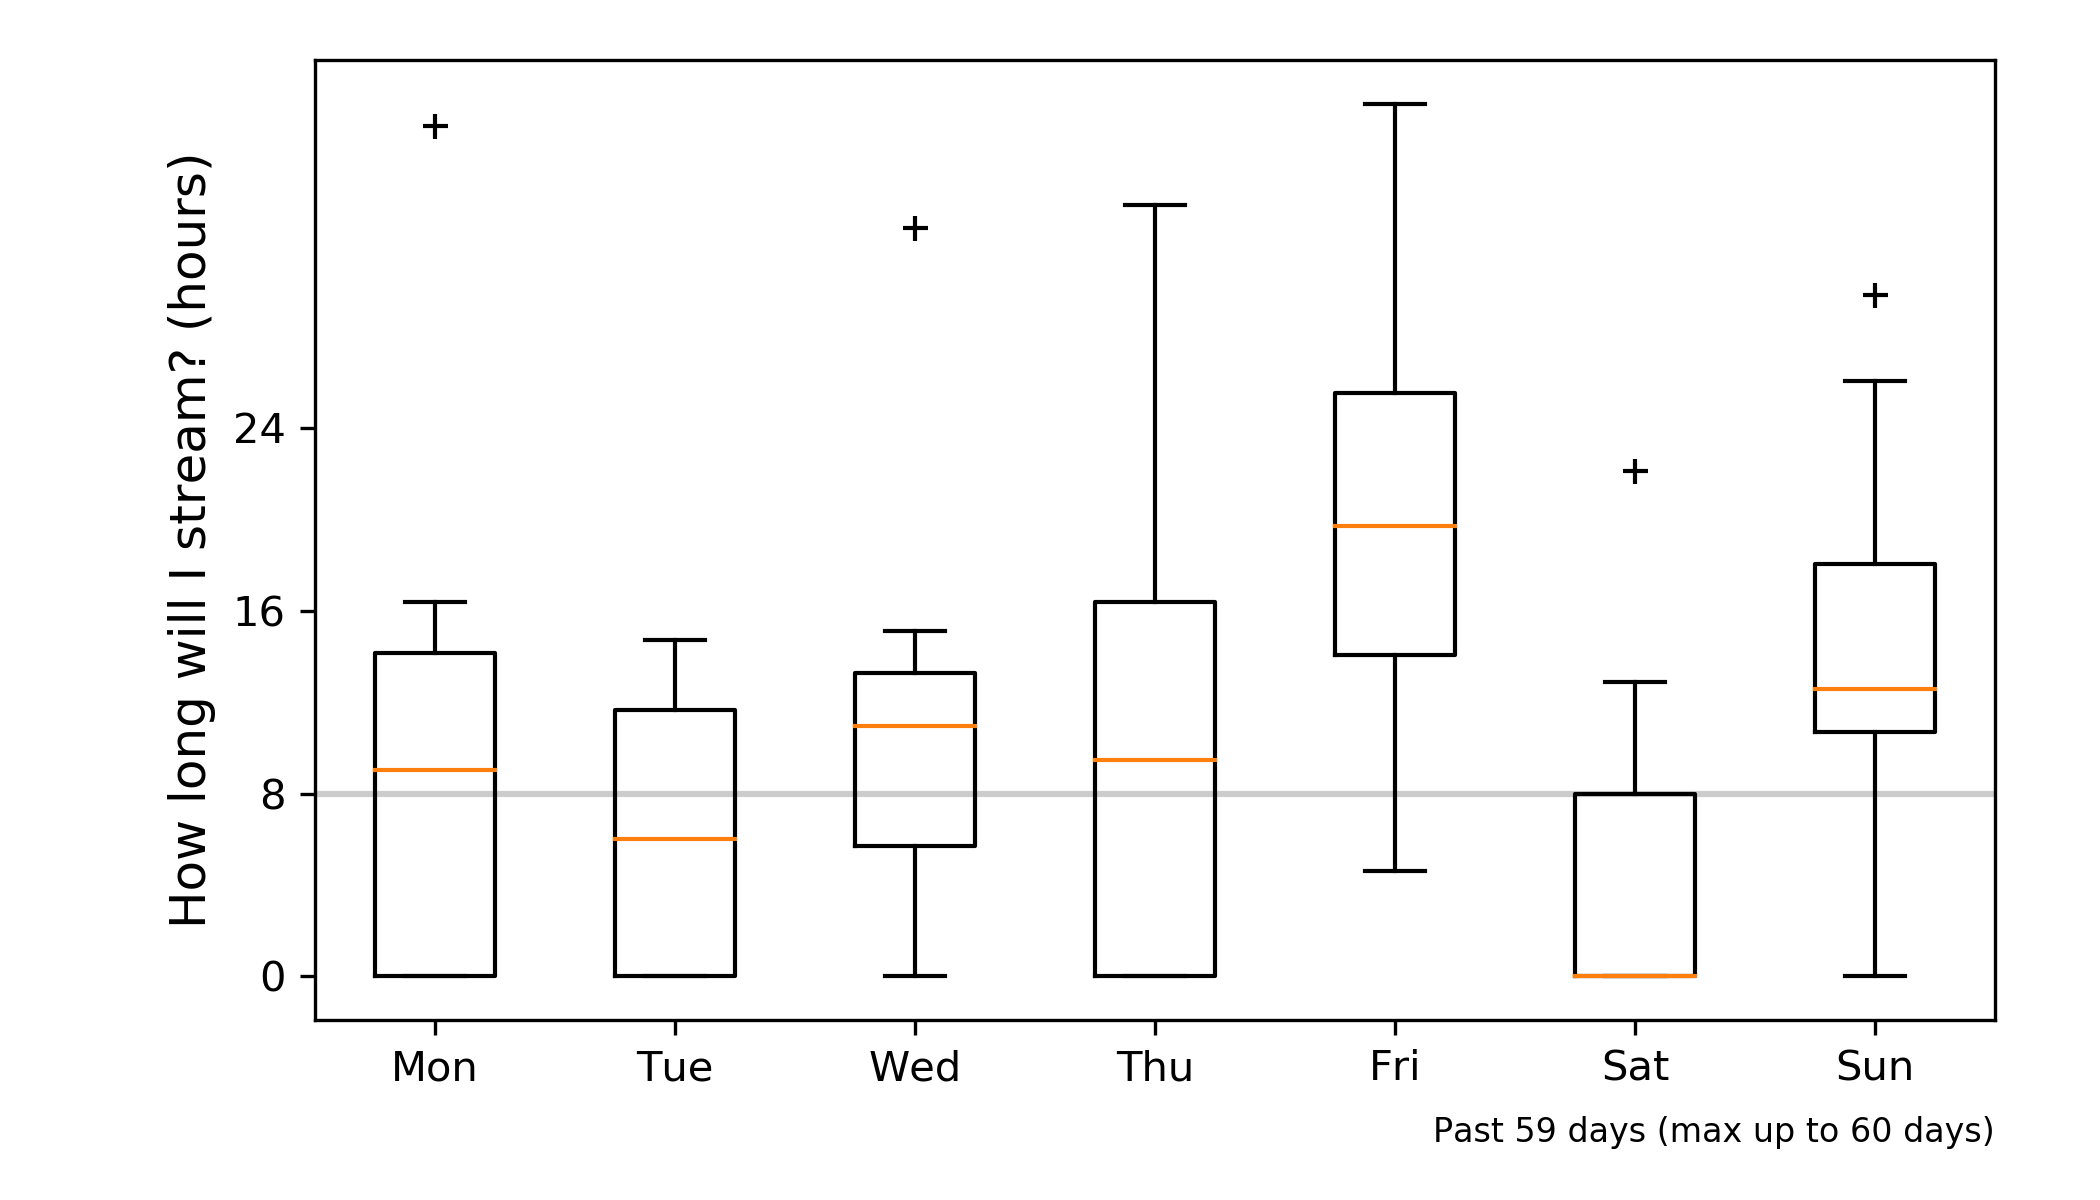 How long will I stream? (hours)
24
16
8
0
Mon Tue Wed Thu Fri Sat Sun
Past 59 days (max up to 60 days)